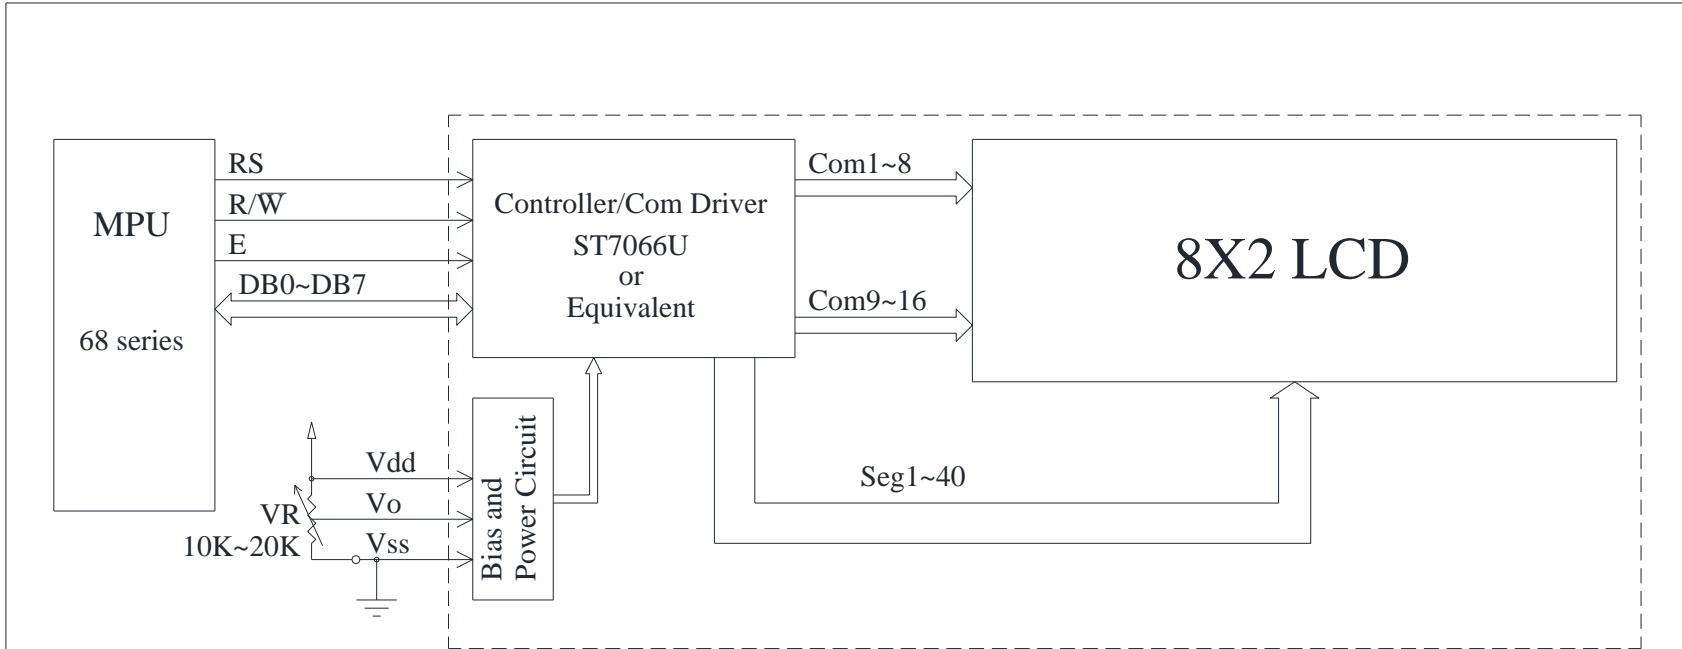 MPU
68 series
RS
R/W̅
E
DB0~DB7
Controller/Com Driver
ST7066U
or
Equivalent
Com1~8
Com9~16
8X2 LCD
Seg1~40
Vdd
Vo
Vss
VR
10K~20K
Bias and
Power Circuit